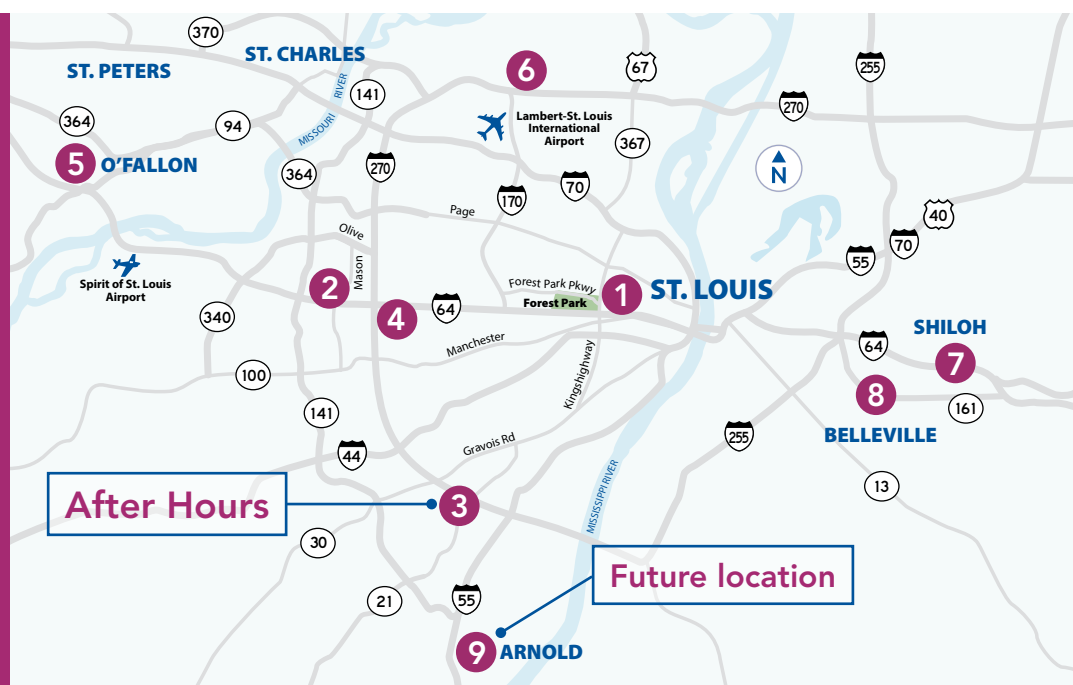 370
ST. CHARLES
ST. PETERS
MISSOURI RIVER
141
6
67
255
270
364
94
Lambert-St. Louis
International
Airport
367
N
5
O'FALLON
364
270
170
70
Page
40
70
55
Olive
Mason
Spirit of St. Louis
Airport
2
Forest Park Pkwy
Forest Park
1
ST. LOUIS
4
64
340
Manchester
SHILOH
64
7
100
Kingshighway
8
161
BELLEVILLE
141
44
Gravois Rd
255
After Hours
3
MISSISSIPPI RIVER
13
30
Future location
21
55
9
ARNOLD